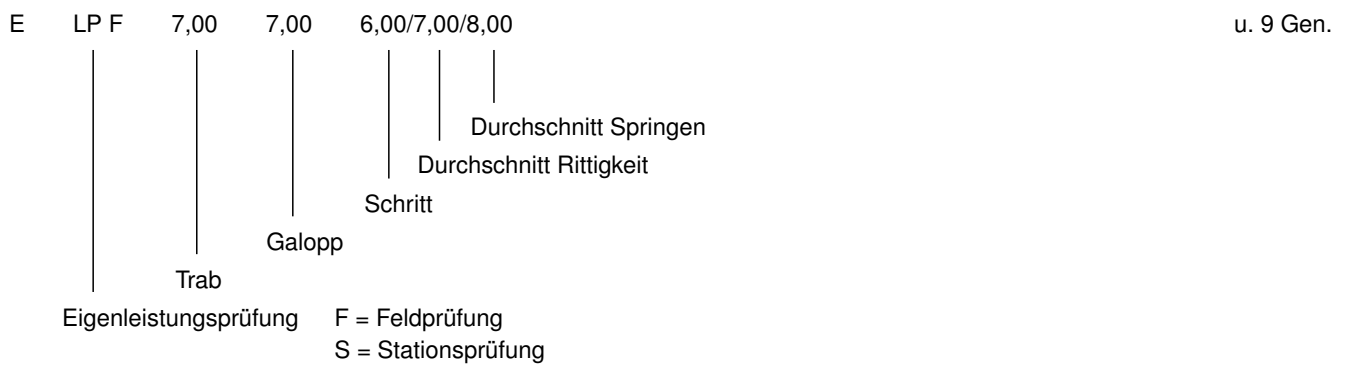 E LP F 7,00 7,00 6,00/7,00/8,00 u. 9 Gen.
Durchschnitt Springen
Durchschnitt Rittigkeit
Schritt
Galopp
Trab
Eigenleistungsprüfung F = Feldprüfung
S = Stationsprüfung